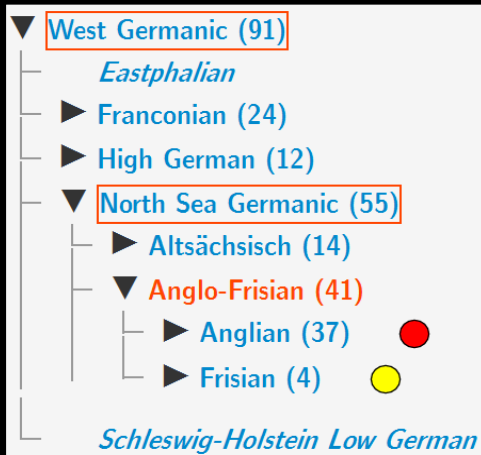 West Germanic (91)
Eastphalian
Franconian (24)
High German (12)
North Sea Germanic (55)
Altsächsisch (14)
Anglo-Frisian (41)
Anglian (37)
Frisian (4)
Schleswig-Holstein Low German